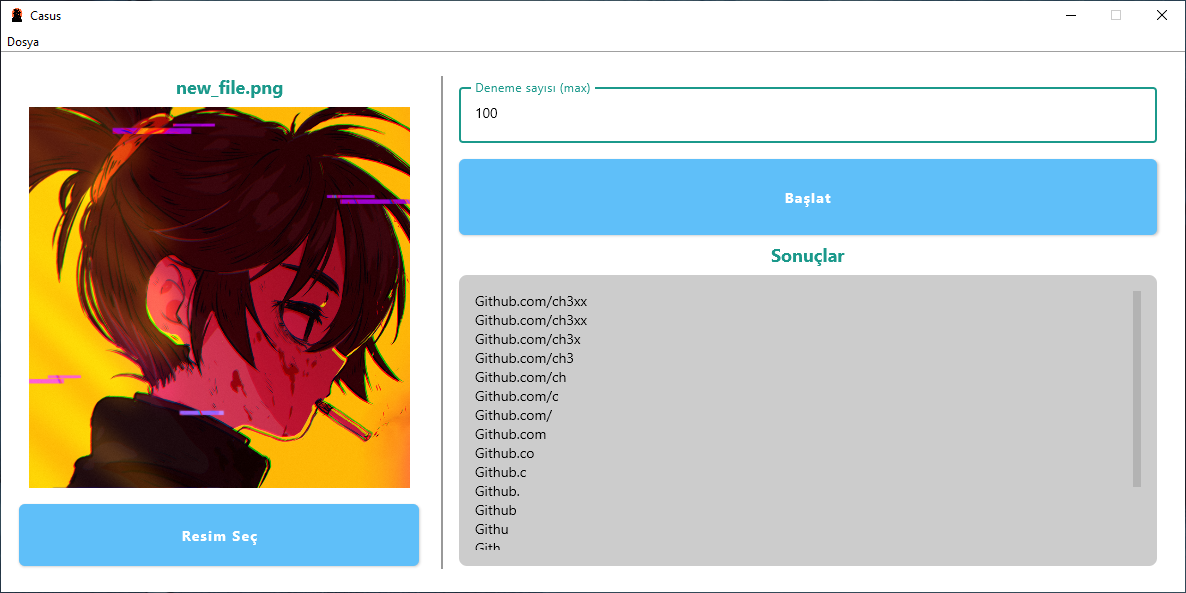 Casus
Dosya
new_file.png
Resim Seç
Deneme sayısı (max)
100
Başlat
Sonuçlar
Github.com/ch3xx
Github.com/ch3xx
Github.com/ch3x
Github.com/ch3
Github.com/ch
Github.com/c
Github.com/
Github.com
Github.co
Github.c
Github.
Github
Githu
Gith